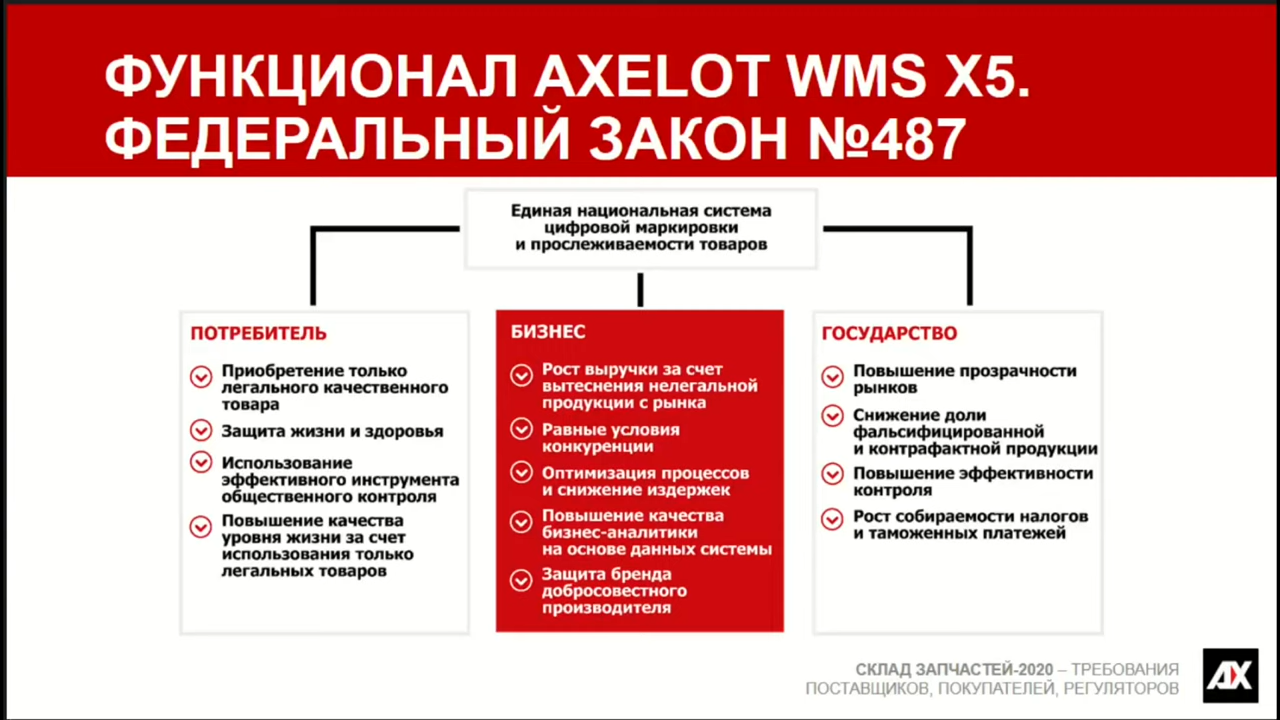 ФУНКЦИОНАЛ AXELOT WMS X5.
ФЕДЕРАЛЬНЫЙ ЗАКОН №487
Единая национальная система
цифровой маркировки
и прослеживаемости товаров
ПОТРЕБИТЕЛЬ
Приобретение только
легального качественного
товара
Защита жизни и здоровья
Использование
эффективного инструмента
общественного контроля
Повышение качества
уровня жизни за счет
использования только
легальных товаров
БИЗНЕС
Рост выручки за счет
вытеснения нелегальной
продукции с рынка
Равные условия
конкуренции
Оптимизация процессов
и снижение издержек
Повышение качества
бизнес-аналитики
на основе данных системы
Защита бренда
добросовестного
производителя
ГОСУДАРСТВО
Повышение прозрачности
рынков
Снижение доли
фальсифицированной
и контрафактной продукции
Повышение эффективности
контроля
Рост собираемости налогов
и таможенных платежей
СКЛАД ЗАПЧАСТЕЙ-2020 – ТРЕБОВАНИЯ
ПОСТАВЩИКОВ, ПОКУПАТЕЛЕЙ, РЕГУЛЯТОРОВ
AX